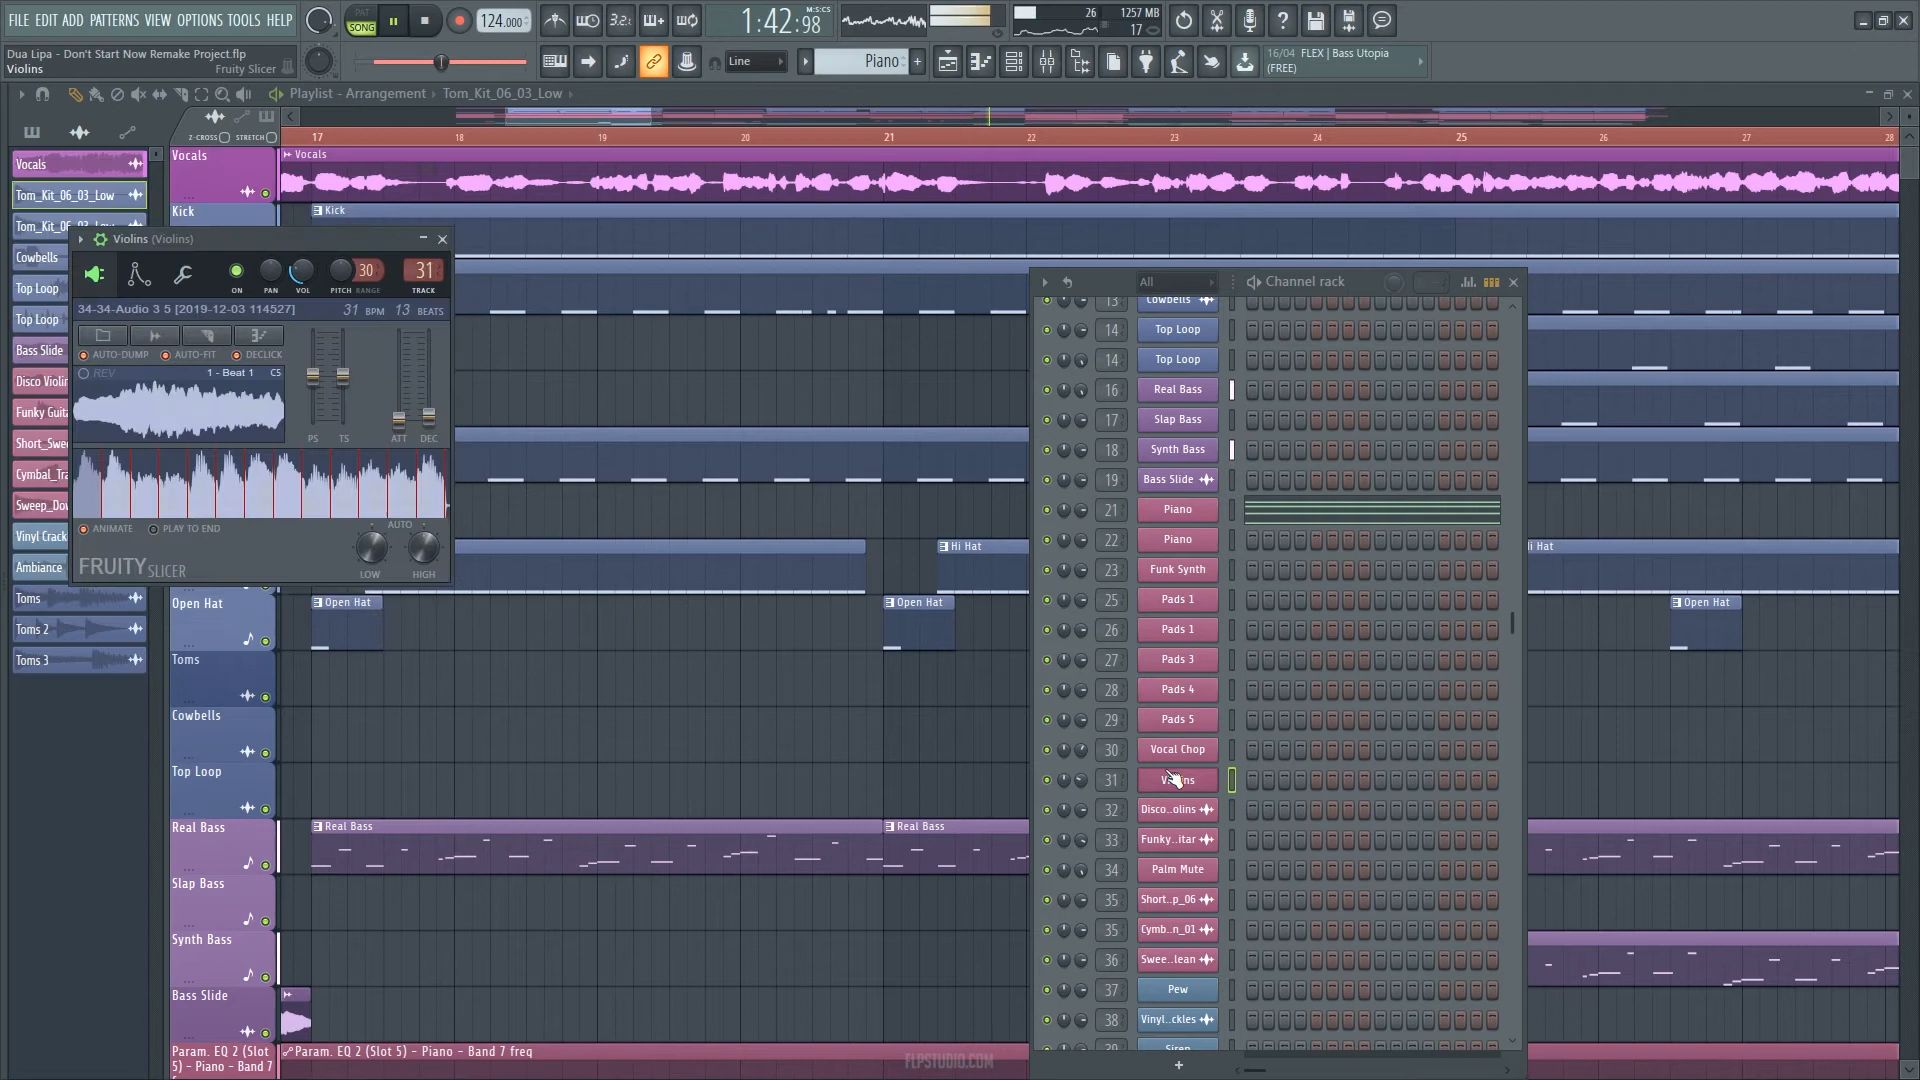 FILE EDIT ADD PATTERNS VIEW OPTIONS TOOLS HELP
PAT
SONG
124.000
3.2.
1:42:98
M:S:CS
26
1257 MB
17
Dua Lipa - Don't Start Now Remake Project.flp
Violins
Fruity Slicer
Line
Piano
16/04 FLEX | Bass Utopia
(FREE)
Playlist - Arrangement
Tom_Kit_06_03_Low
Z-CROSS
STRETCH
17
18
19
20
21
22
23
24
25
26
27
28
Vocals
Tom_Kit_06_03_Low
Cowbells
Top Loop
Top Loop
Bass Slide
Disco Violin
Funky Guita
Short_Swee
Cymbal_Tra
Sweep_Dow
Vinyl Crack
Ambiance
Toms
Toms 2
Toms 3
Vocals
Vocals
Kick
Kick
Hi Hat
Hi Hat
Open Hat
Open Hat
Open Hat
Open Hat
Toms
Cowbells
Top Loop
Real Bass
Real Bass
Real Bass
Slap Bass
Synth Bass
Bass Slide
Param. EQ 2 (Slot
5) - Piano - Band 7
Param. EQ 2 (Slot 5) - Piano - Band 7 freq
FLPSTUDIO.COM
Violins (Violins)
30
31
ON
PAN
VOL
PITCH
RANGE
TRACK
34-34-Audio 3 5 [2019-12-03 114527]
31 BPM
13 BEATS
AUTO-DUMP
AUTO-FIT
DECLICK
REV
1 - Beat 1
C5
PS
TS
ATT
DEC
ANIMATE
PLAY TO END
AUTO
FRUITY SLICER
LOW
HIGH
All
Channel rack
13 Cowbells
14 Top Loop
14 Top Loop
16 Real Bass
17 Slap Bass
18 Synth Bass
19 Bass Slide
21 Piano
22 Piano
23 Funk Synth
25 Pads 1
26 Pads 1
27 Pads 3
28 Pads 4
29 Pads 5
30 Vocal Chop
31
32 Disco..olins
33 Funky..itar
34 Palm Mute
35 Short..p_06
35 Cymb..n_01
36 Swee..lean
37 Pew
38 Vinyl..ckles
39 Siren